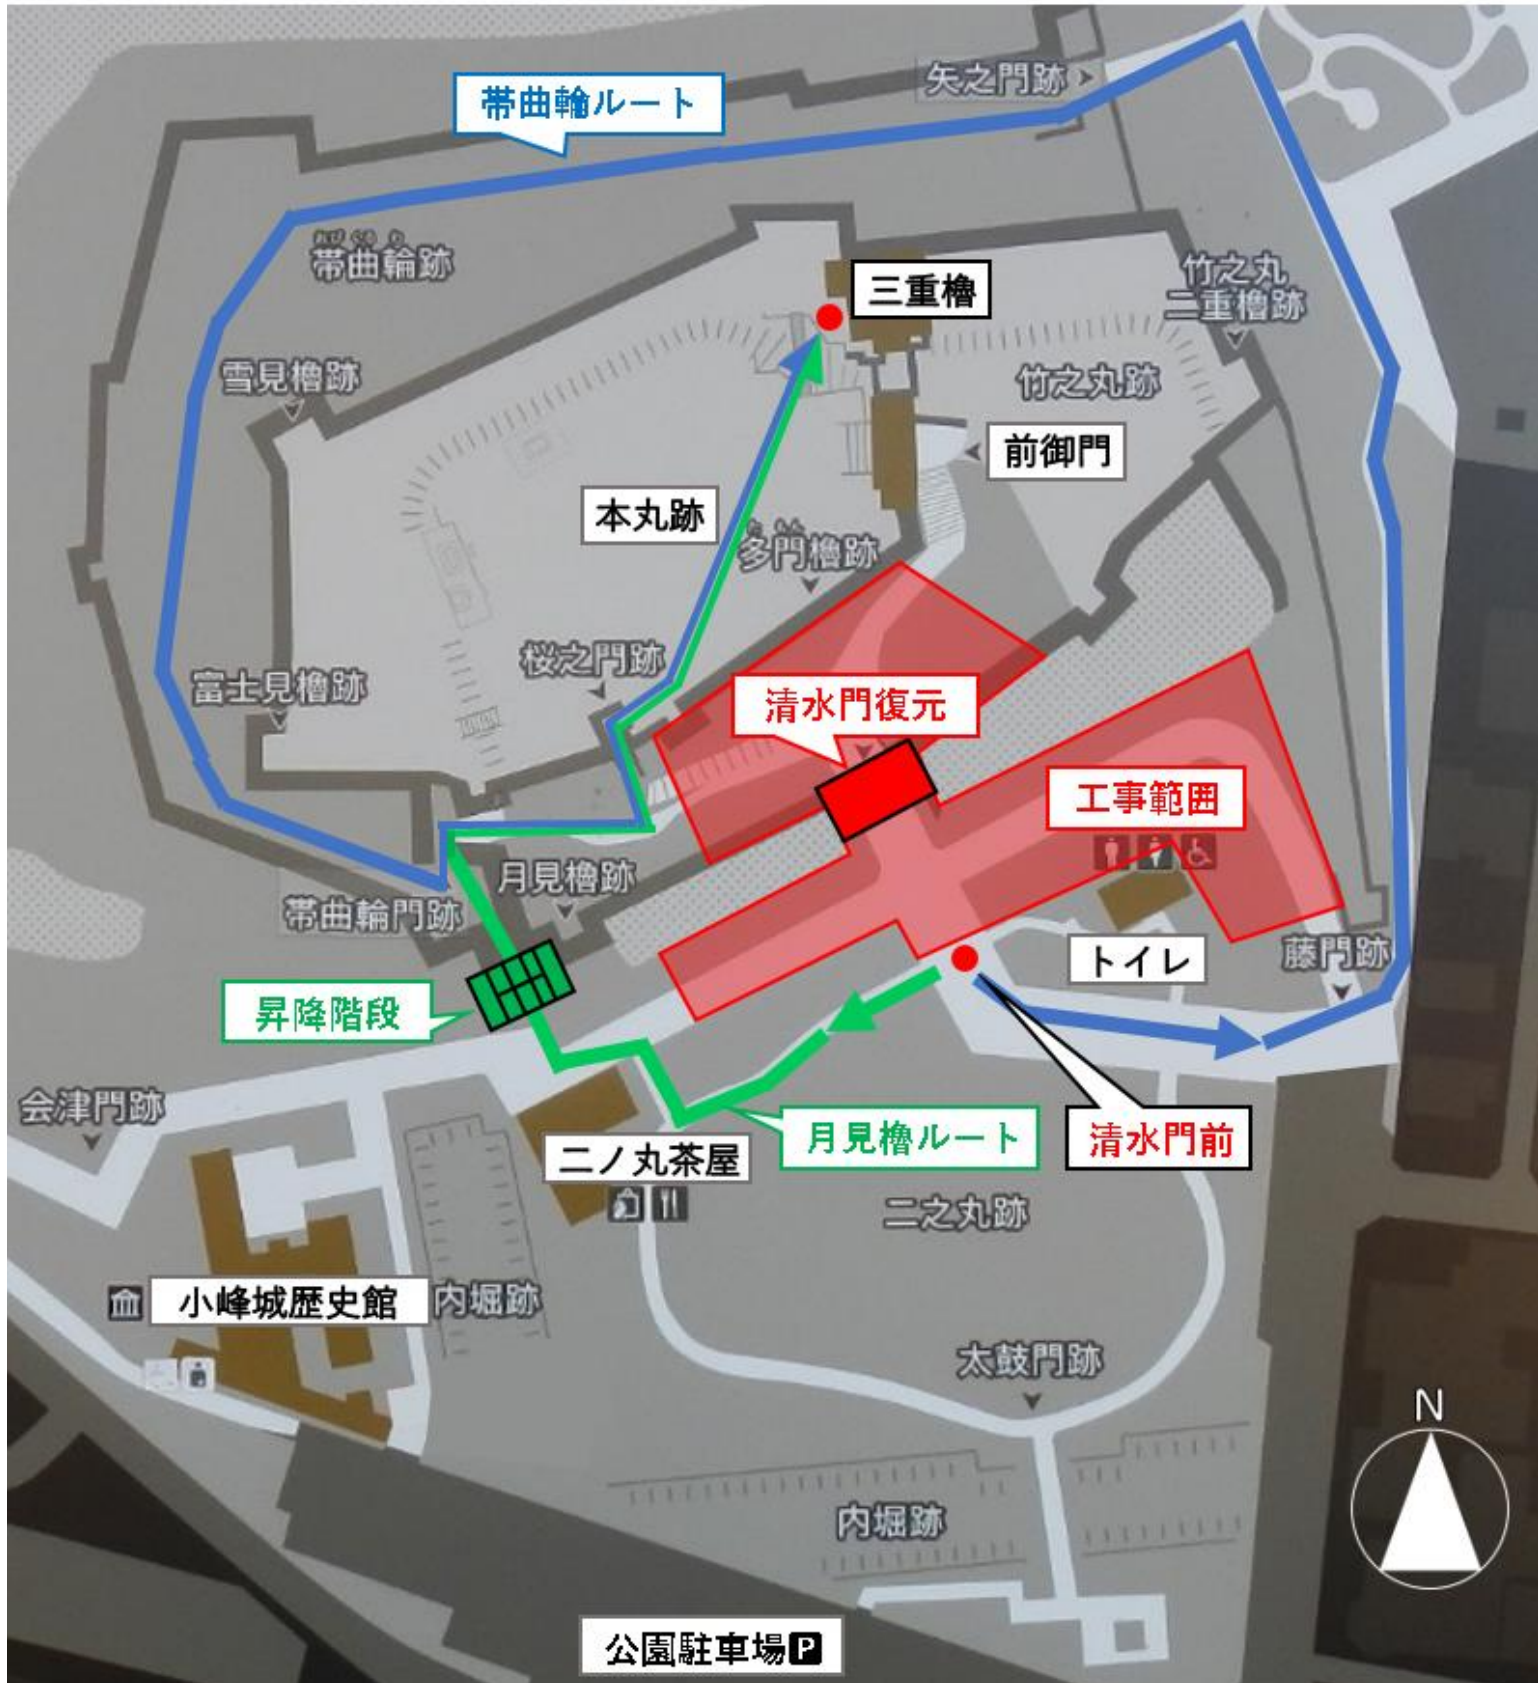 矢之門跡
帯曲輪ルート
おびぐるわ
帯曲輪跡
三重櫓
竹之丸
二重櫓跡
雪見櫓跡
竹之丸跡
前御門
本丸跡
たもん
多門櫓跡
桜之門跡
富士見櫓跡
清水門復元
工事範囲
月見櫓跡
帯曲輪門跡
トイレ
藤門跡
昇降階段
会津門跡
月見櫓ルート
清水門前
二ノ丸茶屋
二之丸跡
小峰城歴史館
内堀跡
太鼓門跡
N
内堀跡
公園駐車場P